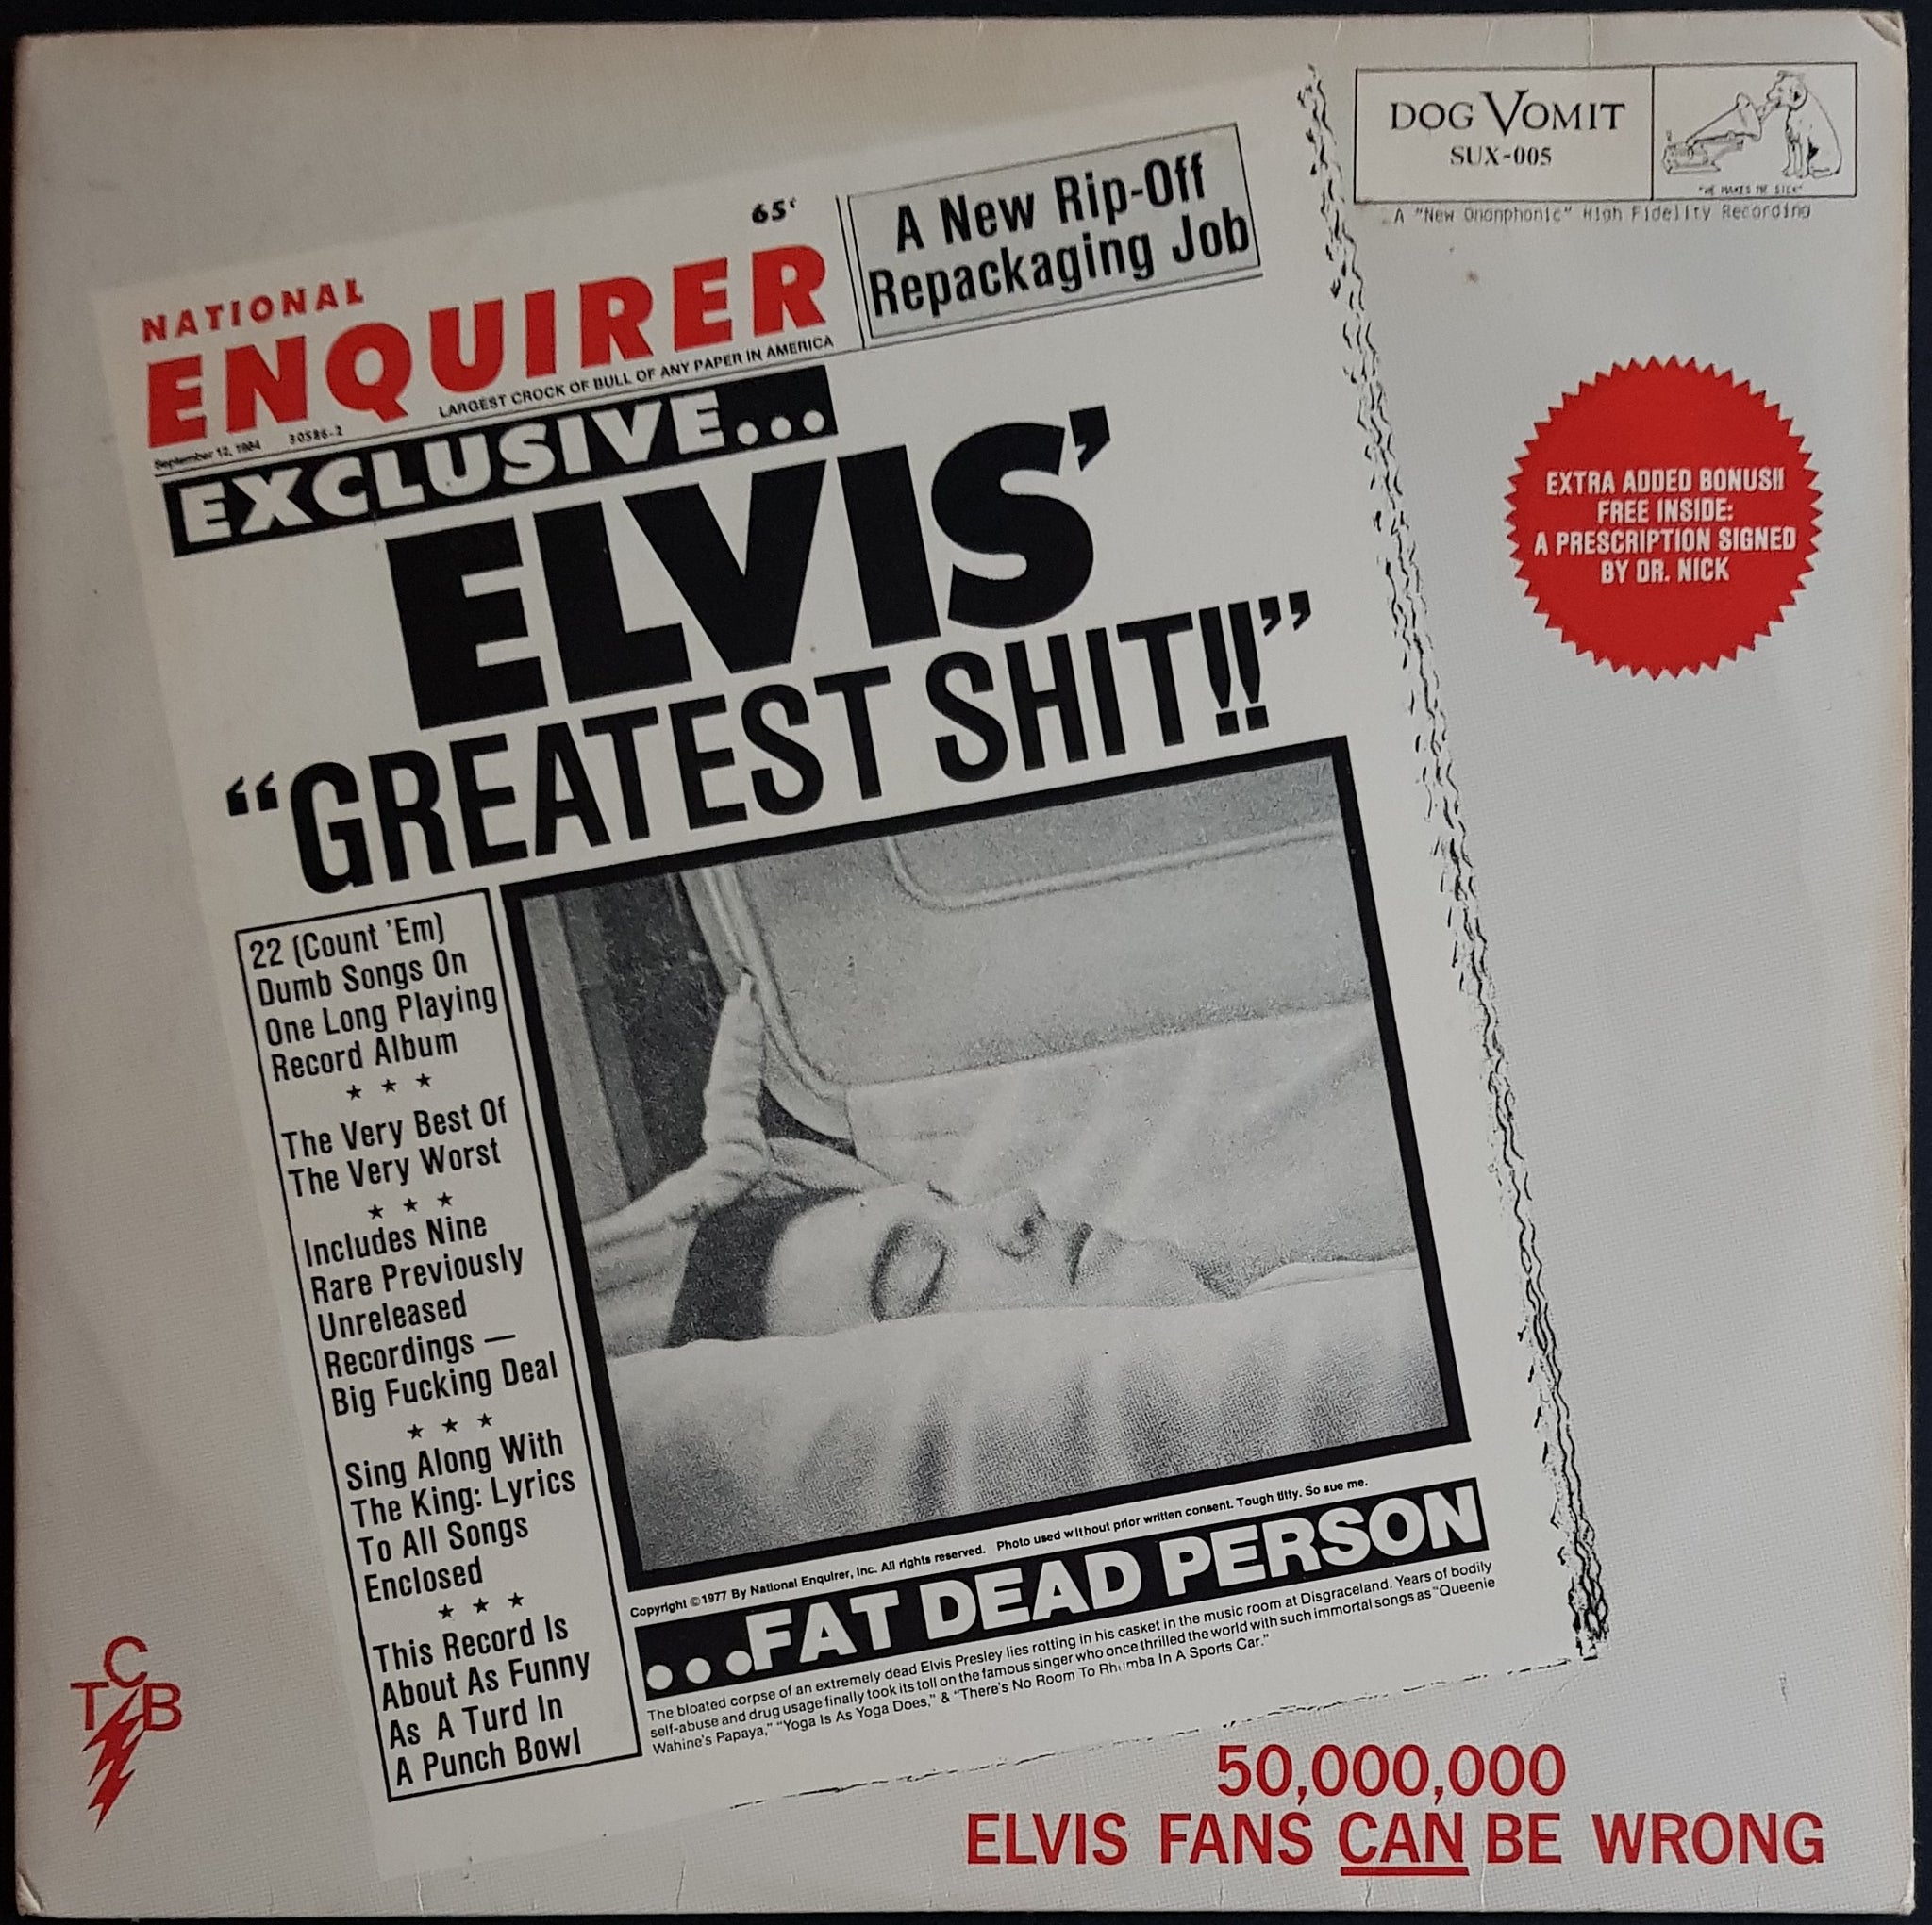 DOG VOMIT
SUX-005
"HE MAKES ME SICK"
A "New Ononphonic" High Fidelity Recording
65¢
A New Rip-Off
Repackaging Job
NATIONAL
ENQUIRER
LARGEST CROCK OF BULL OF ANY PAPER IN AMERICA
September 12, 1984 30586-2
EXCLUSIVE...
ELVIS'
"GREATEST SHIT!!"
EXTRA ADDED BONUS!!
FREE INSIDE:
A PRESCRIPTION SIGNED
BY DR. NICK
22 (Count 'Em)
Dumb Songs On
One Long Playing
Record Album
★ ★ ★
The Very Best Of
The Very Worst
★ ★ ★
Includes Nine
Rare Previously
Unreleased
Recordings —
Big Fucking Deal
★ ★ ★
Sing Along With
The King: Lyrics
To All Songs
Enclosed
★ ★ ★
This Record Is
About As Funny
As A Turd In
A Punch Bowl
Copyright ©1977 By National Enquirer, Inc. All rights reserved. Photo used without prior written consent. Tough titty. So sue me.
...FAT DEAD PERSON
The bloated corpse of an extremely dead Elvis Presley lies rotting in his casket in the music room at Disgraceland. Years of bodily
self-abuse and drug usage finally took its toll on the famous singer who once thrilled the world with such immortal songs as "Queenie
Wahine's Papaya," "Yoga Is As Yoga Does," & "There's No Room To Rhumba In A Sports Car."
TCB
50,000,000
ELVIS FANS CAN BE WRONG